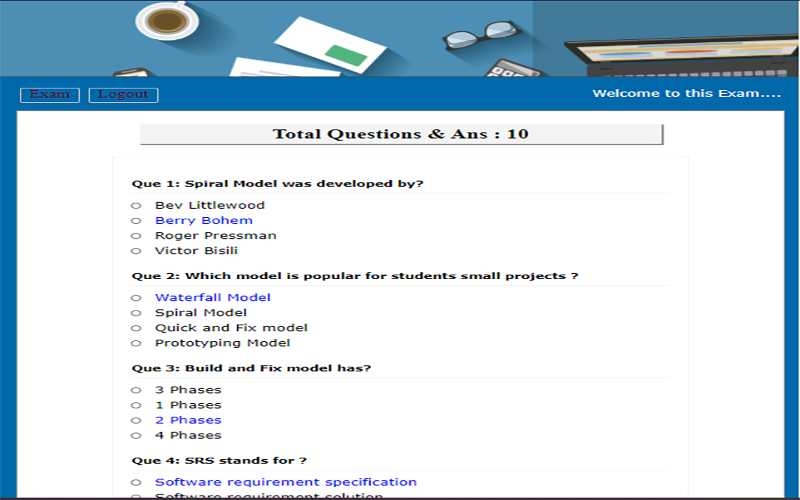 Exam Logout Welcome to this Exam....
Total Questions & Ans : 10
Que 1: Spiral Model was developed by?
Bev Littlewood
Berry Bohem
Roger Pressman
Victor Bisili
Que 2: Which model is popular for students small projects ?
Waterfall Model
Spiral Model
Quick and Fix model
Prototyping Model
Que 3: Build and Fix model has?
3 Phases
1 Phases
2 Phases
4 Phases
Que 4: SRS stands for ?
Software requirement specification
Software requirement solution